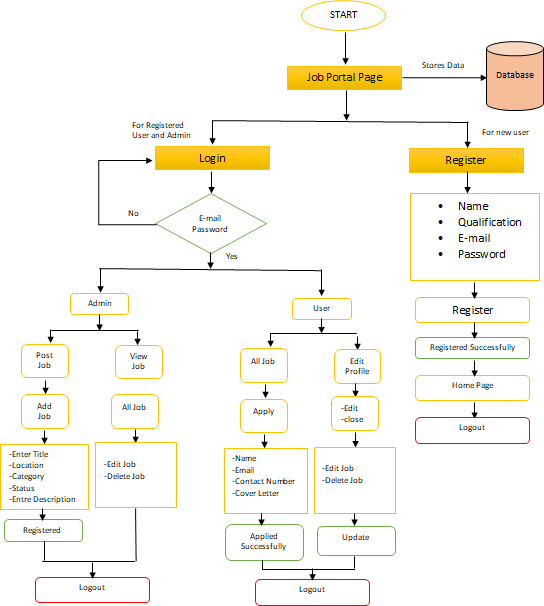 START
Stores Data
Database
Job Portal Page
For Registered
User and Admin
For new user
Login
Register
No
E-mail
Password
Yes
• Name
• Qualification
• E-mail
• Password
Admin
User
Register
Registered Successfully
Home Page
Logout
Post
Job
View
Job
All Job
Edit
Profile
Add
Job
All Job
Apply
-Edit
-close
-Enter Title
-Location
-Category
-Status
-Entre Description
-Edit Job
-Delete Job
-Name
-Email
-Contact Number
-Cover Letter
-Edit Job
-Delete Job
Registered
Applied
Successfully
Update
Logout
Logout